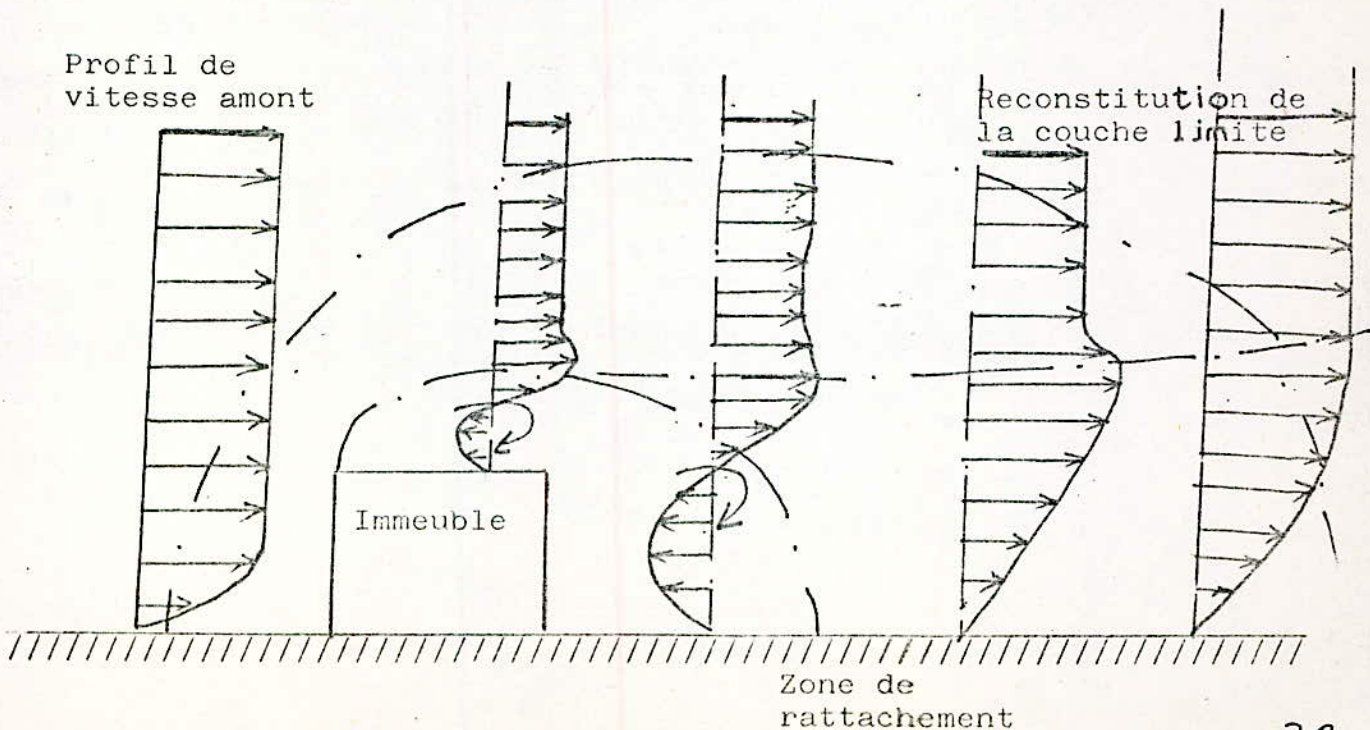 Profil de
vitesse amont
Reconstitution de
la couche limite
Immeuble
Zone de
rattachement